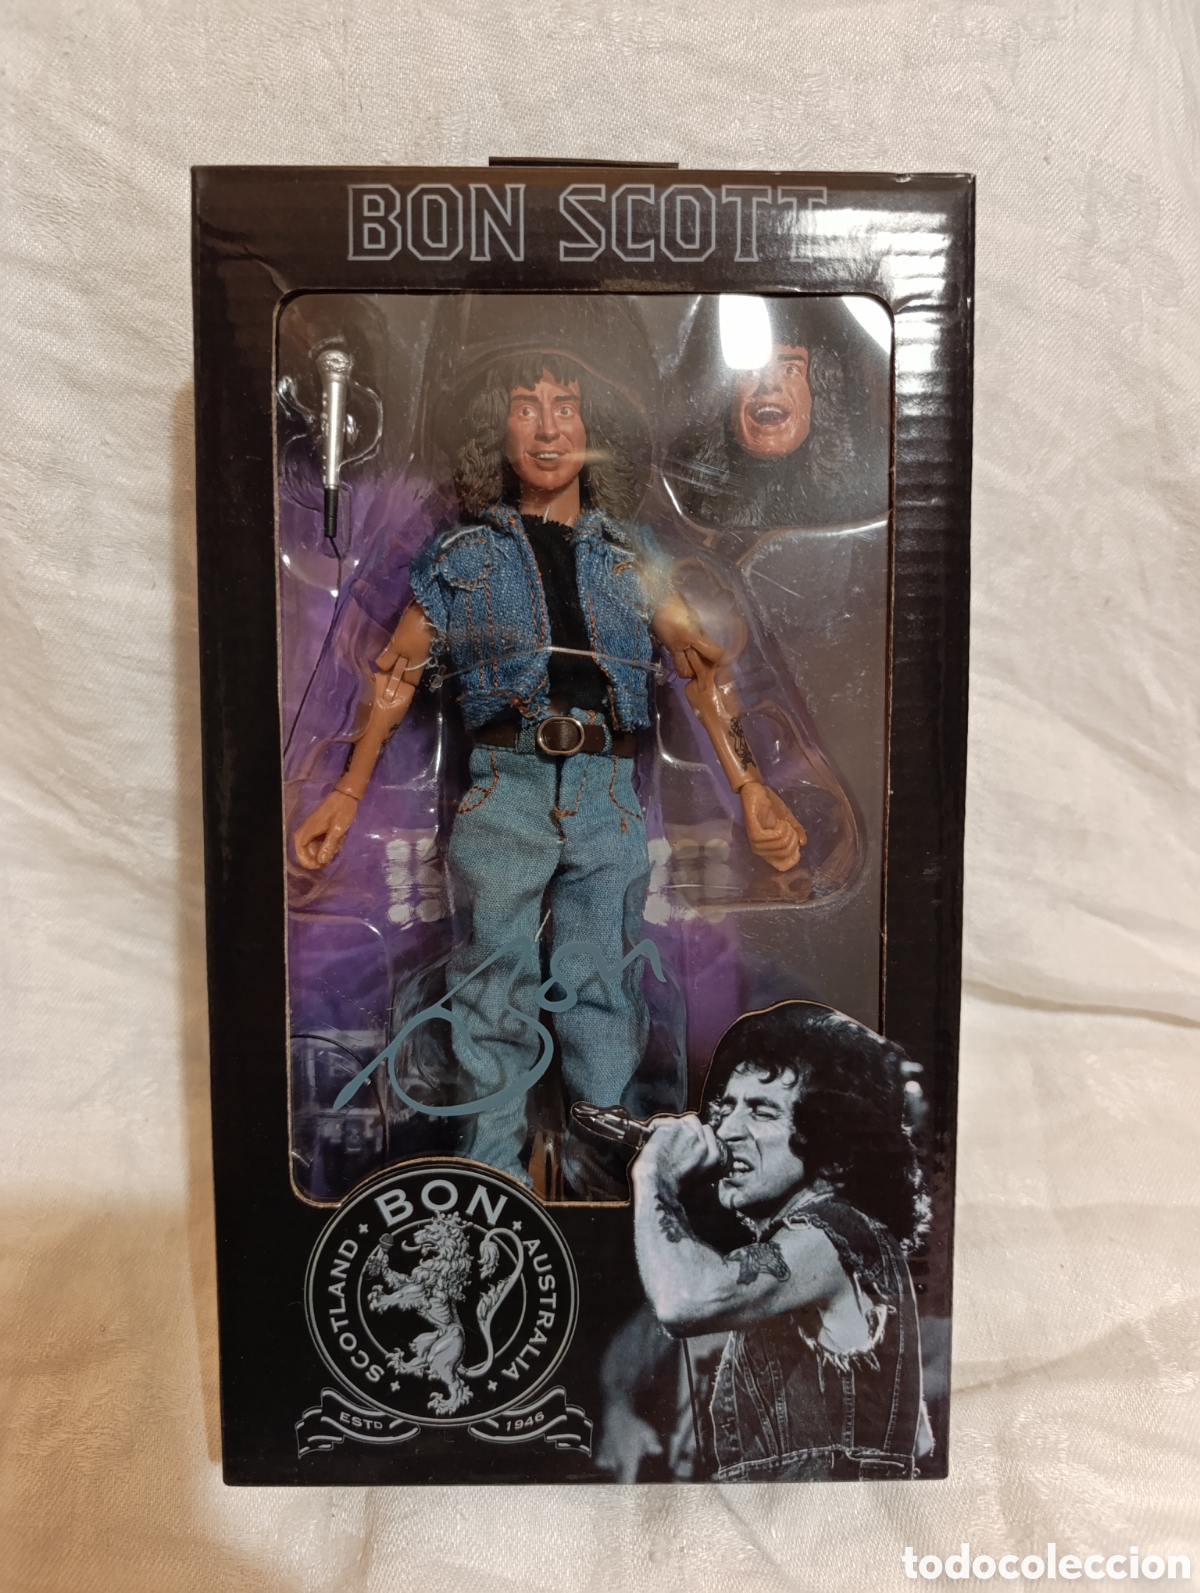 BON SCOTT
Bon
BON
SCOTLAND
AUSTRALIA
ESTD 1946
todocoleccion